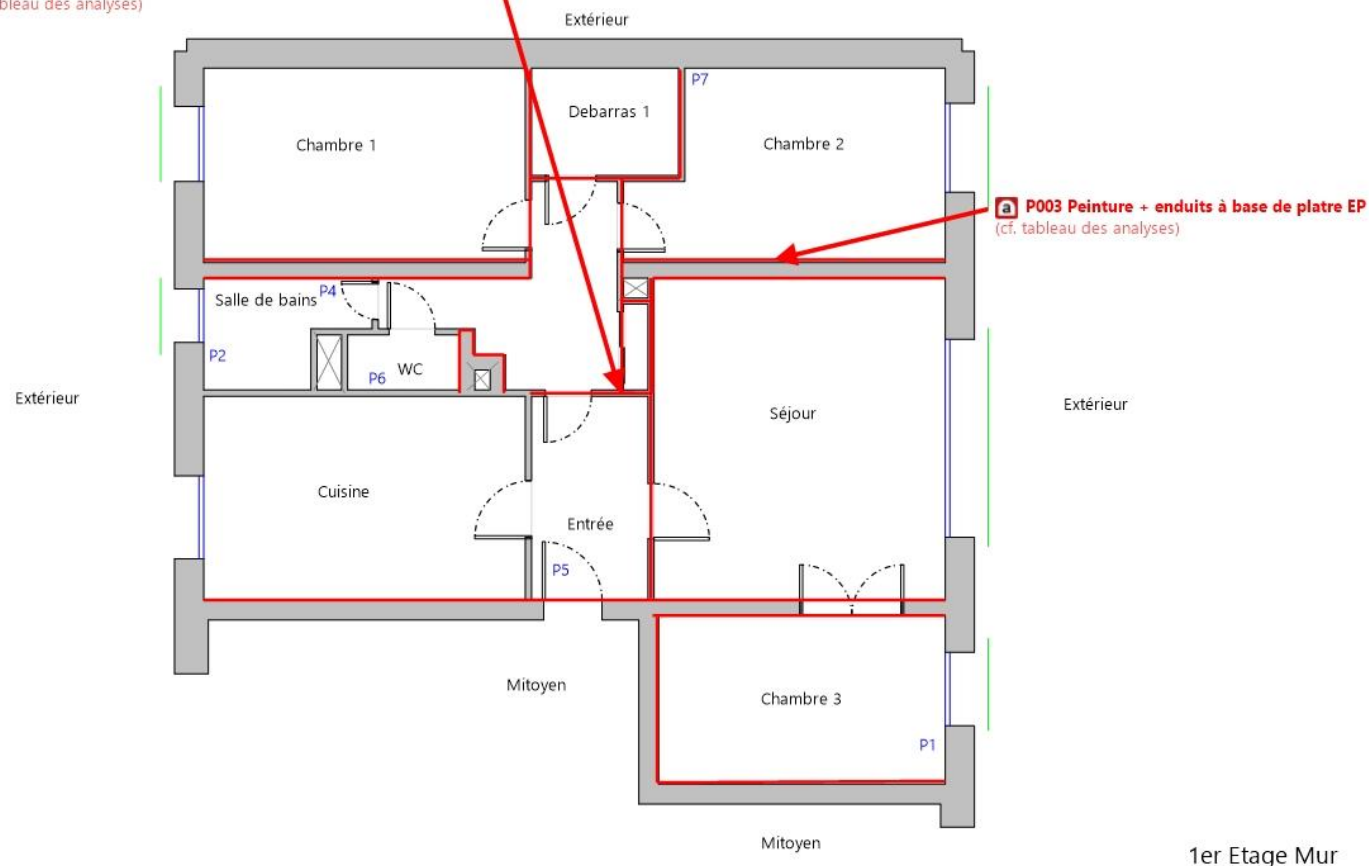 tableau des analyses)
Extérieur
P7
Debarras 1
Chambre 1
Chambre 2
a P003 Peinture + enduits à base de platre EP
(cf. tableau des analyses)
Salle de bains
P4
P2
WC
P6
Extérieur
Séjour
Extérieur
Cuisine
Entrée
P5
Mitoyen
Chambre 3
P1
Mitoyen
1er Etage Mur